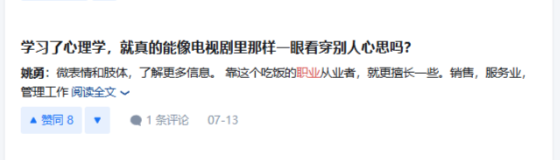 学习了心理学，就真的能像电视剧里那样一眼看穿别人心思吗？
姚勇：微表情和肢体，了解更多信息。 靠这个吃饭的职业从业者，就更擅长一些。销售，服务业，
管理工作 阅读全文
赞同 8 1 条评论 07-13